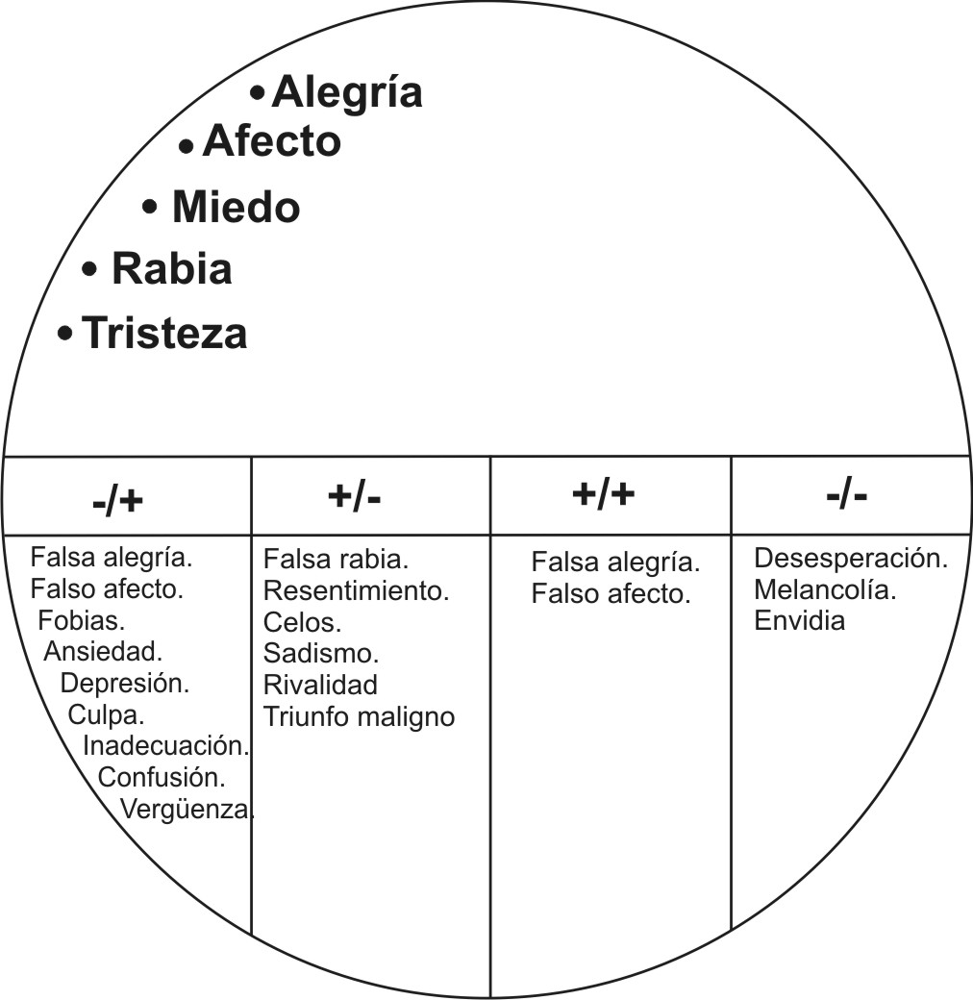 • Alegría
• Afecto
• Miedo
• Rabia
• Tristeza
-/+
+/-
+/+
-/-
Falsa alegría.
Falso afecto.
Fobias.
Ansiedad.
Depresión.
Culpa.
Inadecuación.
Confusión.
Vergüenza.
Falsa rabia.
Resentimiento.
Celos.
Sadismo.
Rivalidad
Triunfo maligno
Falsa alegría.
Falso afecto.
Desesperación.
Melancolía.
Envidia